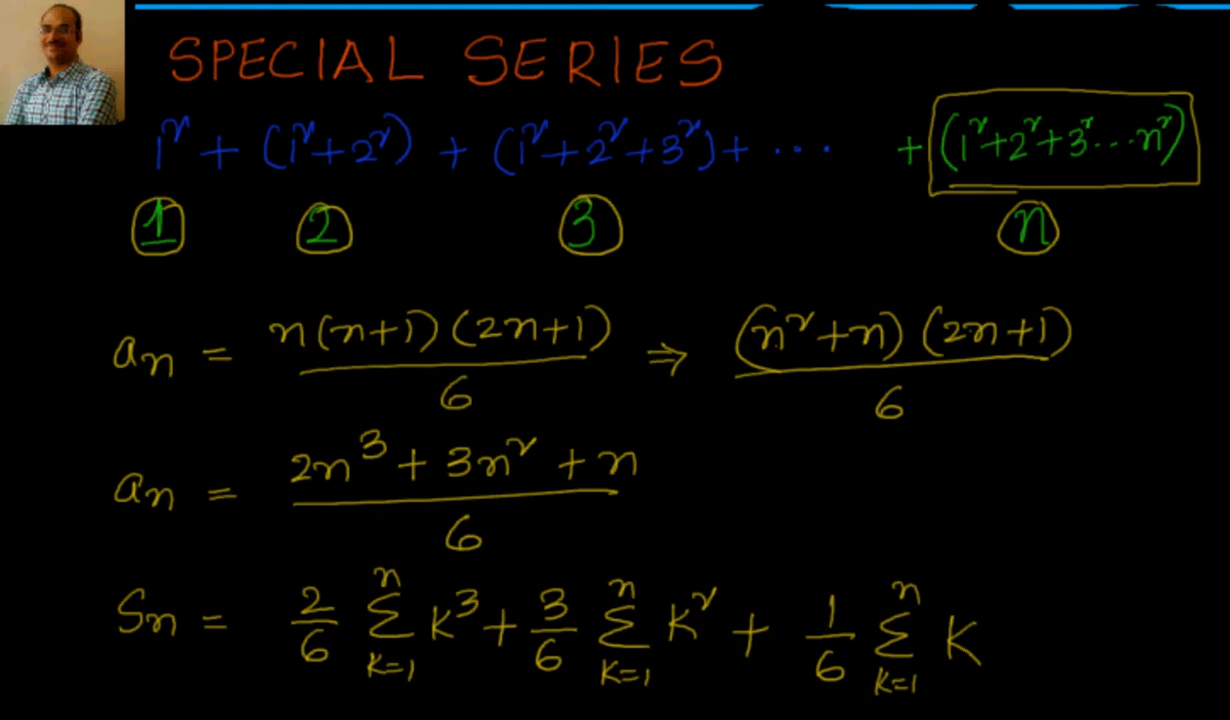 SPECIAL SERIES
1² + (1²+2²) + (1²+2²+3²) + ... + (1²+2²+3²...n²)
1 2 3 n
an = n(n+1)(2n+1)/6 ⇒ (n²+n)(2n+1)/6
an = (2n³ + 3n² + n)/6
Sn = 2/6 Σ_{K=1}^{n} K³ + 3/6 Σ_{K=1}^{n} K² + 1/6 Σ_{K=1}^{n} K